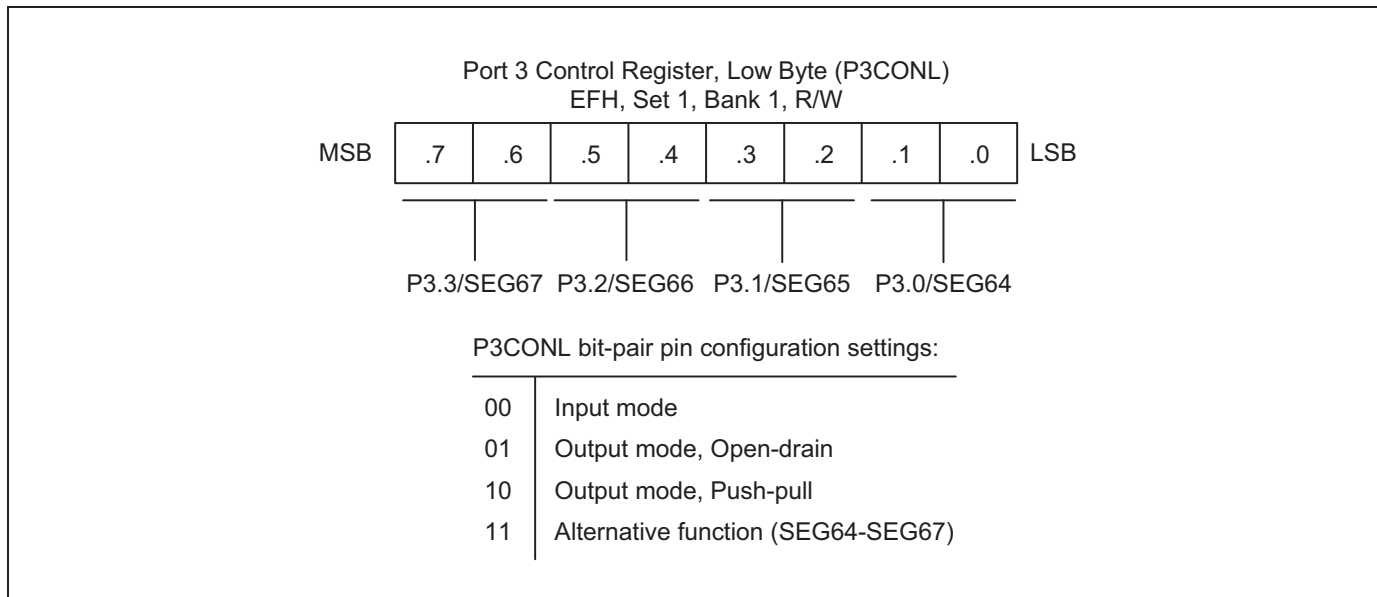 Port 3 Control Register, Low Byte (P3CONL)
EFH, Set 1, Bank 1, R/W
MSB .7 .6 .5 .4 .3 .2 .1 .0 LSB
P3.3/SEG67 P3.2/SEG66 P3.1/SEG65 P3.0/SEG64
P3CONL bit-pair pin configuration settings:
00 Input mode
01 Output mode, Open-drain
10 Output mode, Push-pull
11 Alternative function (SEG64-SEG67)